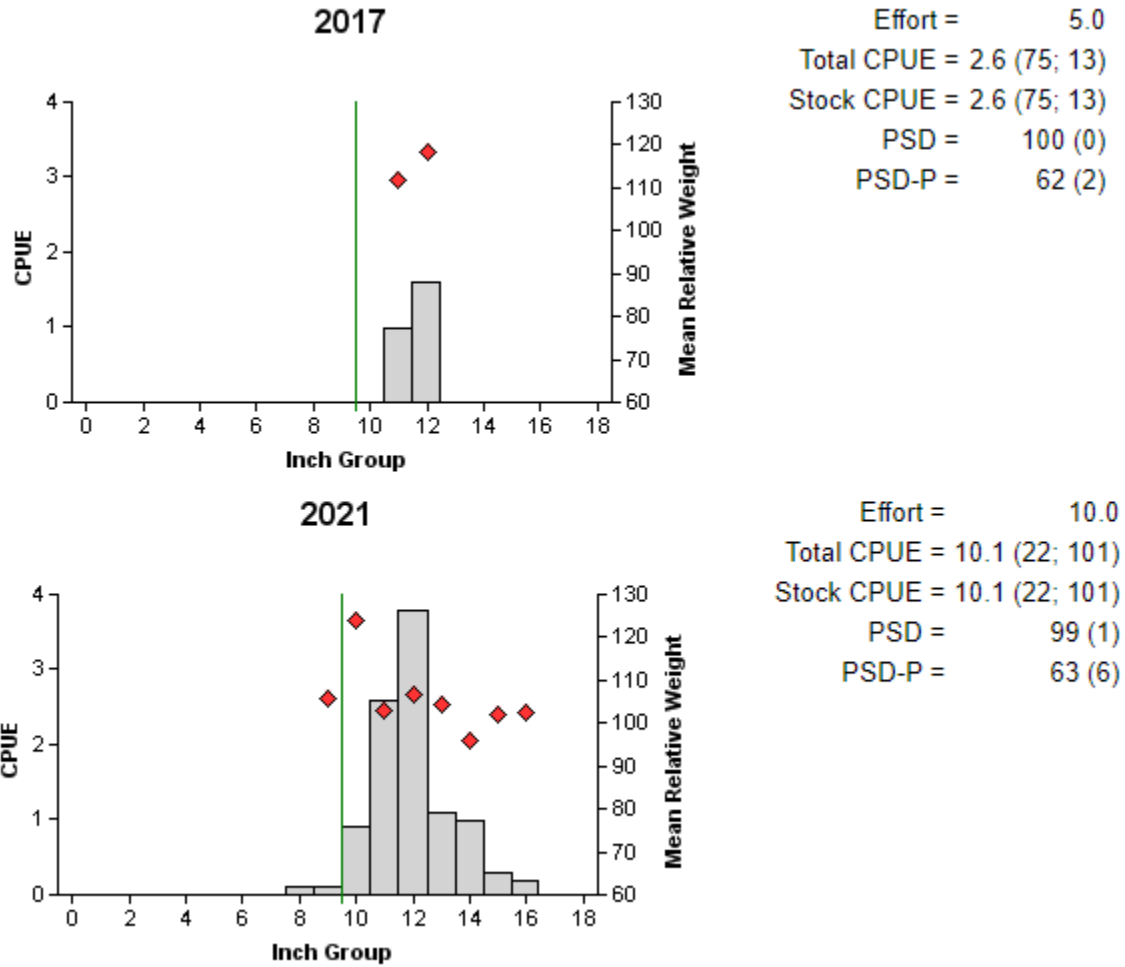 2017
Effort = 5.0
Total CPUE = 2.6 (75; 13)
Stock CPUE = 2.6 (75; 13)
PSD = 100 (0)
PSD-P = 62 (2)
4
3
2
1
0
CPUE
130
120
110
100
90
80
70
60
Mean Relative Weight
0 2 4 6 8 10 12 14 16 18
Inch Group
2021
Effort = 10.0
Total CPUE = 10.1 (22; 101)
Stock CPUE = 10.1 (22; 101)
PSD = 99 (1)
PSD-P = 63 (6)
4
3
2
1
0
CPUE
130
120
110
100
90
80
70
60
Mean Relative Weight
0 2 4 6 8 10 12 14 16 18
Inch Group